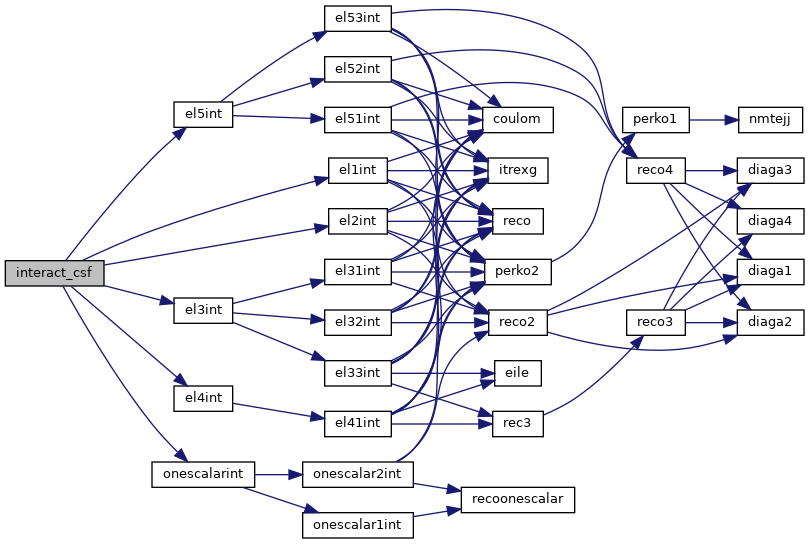 interact_csf
el5int
el3int
el4int
onescalarint
el53int
el52int
el51int
el1int
el2int
el31int
el32int
el33int
el41int
onescalar2int
onescalar1int
coulom
itrexg
reco
perko2
reco2
eile
rec3
recoonescalar
perko1
reco4
reco3
nmtejj
diaga3
diaga4
diaga1
diaga2